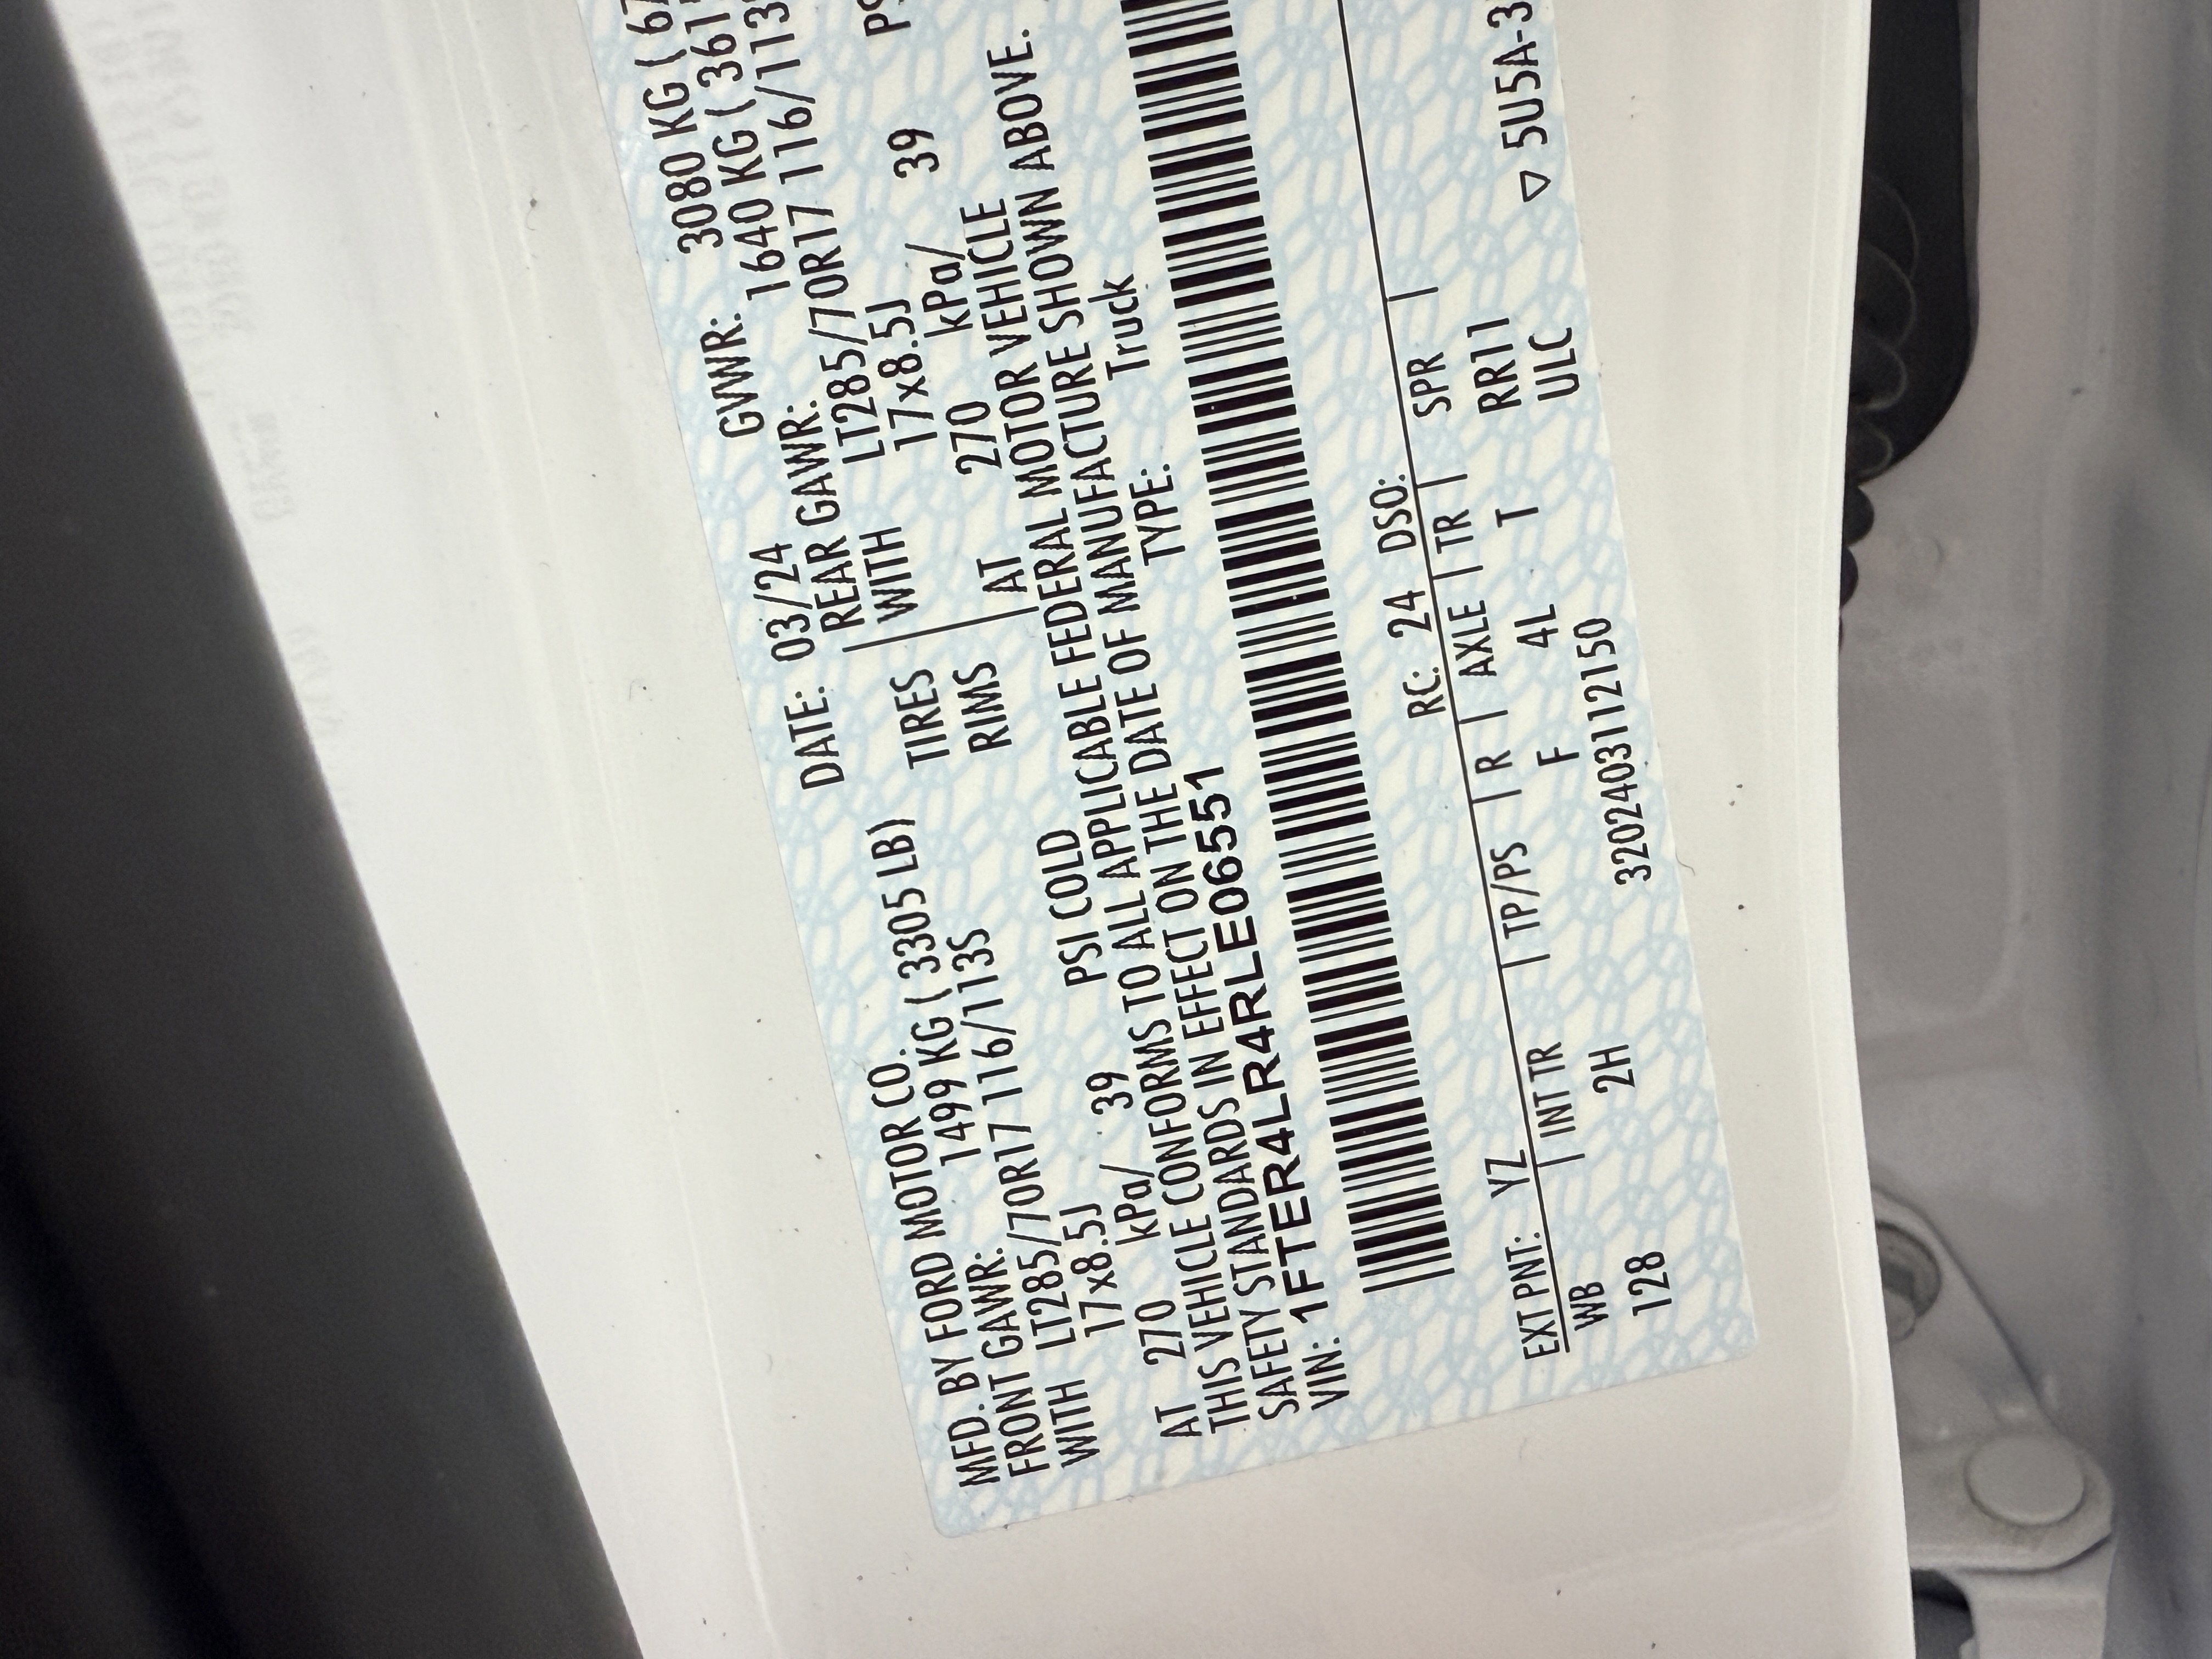 MFD. BY FORD MOTOR CO. DATE: 03/24 GVWR: 3080 KG (
FRONT GAWR: 1499 KG ( 3305 LB) REAR GAWR: 1640 KG ( 361
WITH LT285/70R17 116/113S TIRES WITH LT285/70R17 116/113
17x8.5J RIMS 17x8.5J
AT 270 kPa/ 39 PSI COLD AT 270 kPa/ 39 PS
THIS VEHICLE CONFORMS TO ALL APPLICABLE FEDERAL MOTOR VEHICLE
SAFETY STANDARDS IN EFFECT ON THE DATE OF MANUFACTURE SHOWN ABOVE.
VIN: 1FTER4LR4RLE06551 TYPE: Truck
EXT PNT: YZ RC: 24 DSO:
WB INT TR TP/PS R AXLE TR SPR
128 2H F 4L T RR11
3202403112150 ULC ▽ 5U5A-3